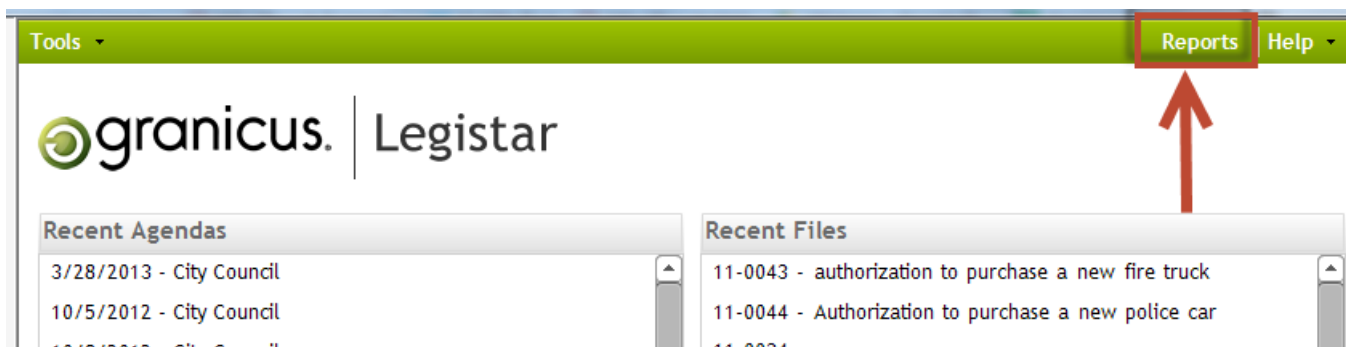 Tools
Reports
Help
granicus.
Legistar
Recent Agendas
3/28/2013 - City Council
10/5/2012 - City Council
Recent Files
11-0043 - authorization to purchase a new fire truck
11-0044 - Authorization to purchase a new police car